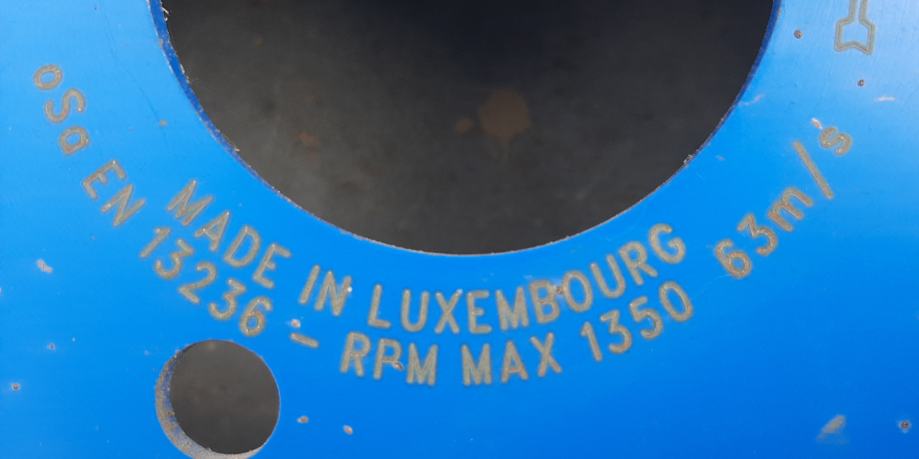 MADE IN LUXEMBOURG
oSa EN 13236 - RPM MAX 1350 63m/s